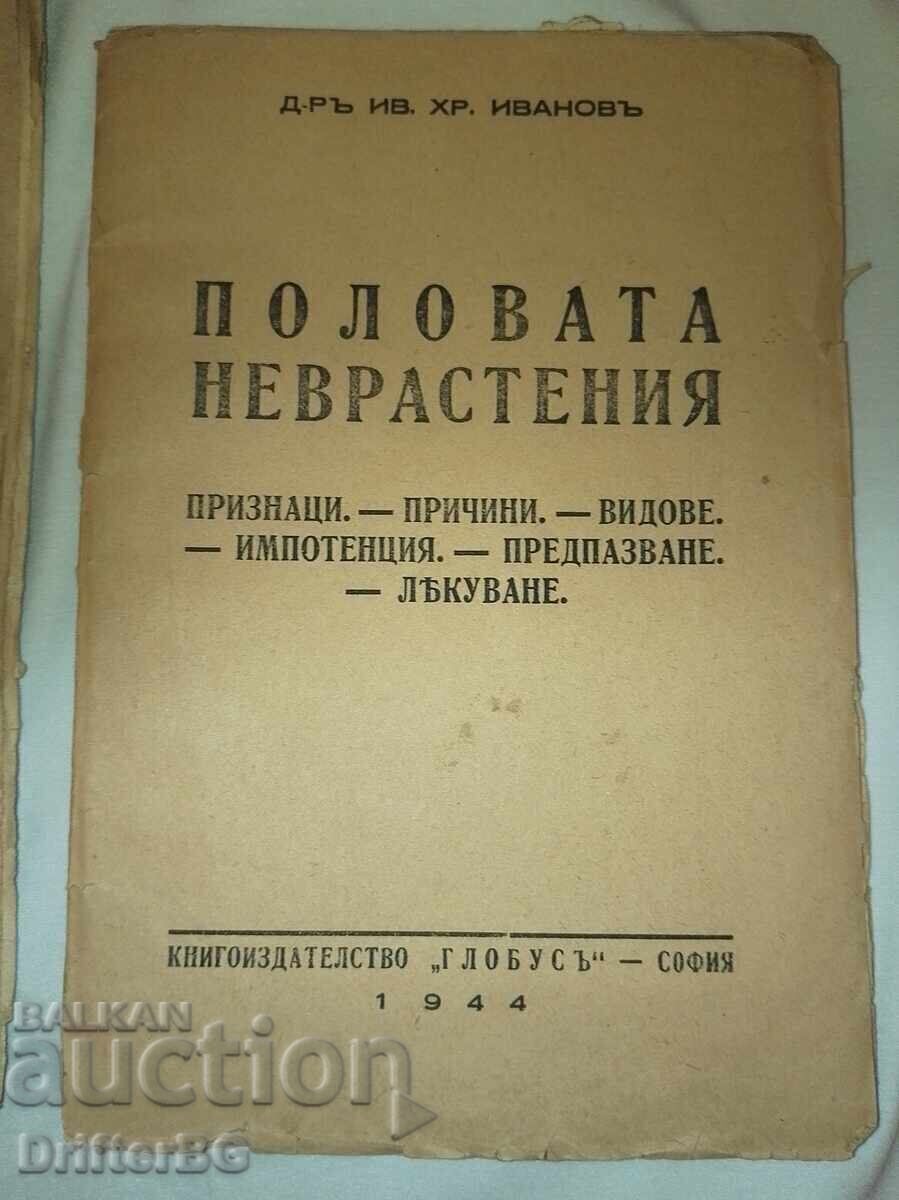 Д-РЪ ИВ. ХР. ИВАНОВЪ
ПОЛОВАТА
НЕВРАСТЕНИЯ
ПРИЗНАЦИ. — ПРИЧИНИ. — ВИДОВЕ.
— ИМПОТЕНЦИЯ. — ПРЕДПАЗВАНЕ.
— ЛѢКУВАНЕ.
КНИГОИЗДАТЕЛСТВО „ГЛОБУСЪ" — СОФИЯ
1944
BALKAN
auction
DrifterBG